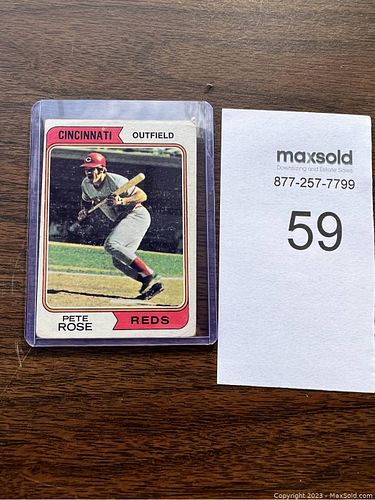 CINCINNATI OUTFIELD
PETE
ROSE
REDS
maxsold
Downsizing and Estate Sales
877-257-7799
59
Copyright 2023 - MaxSold.com